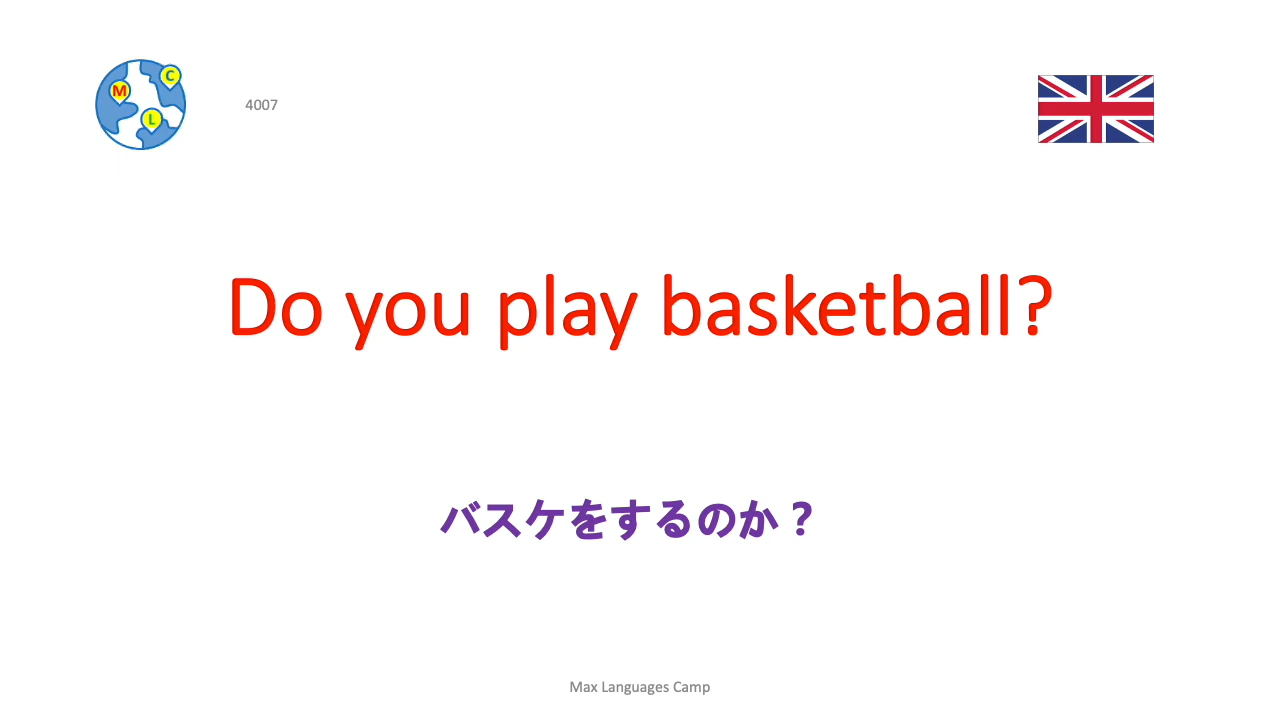 M
C
L
4007
Do you play basketball?
バスケをするのか？
Max Languages Camp